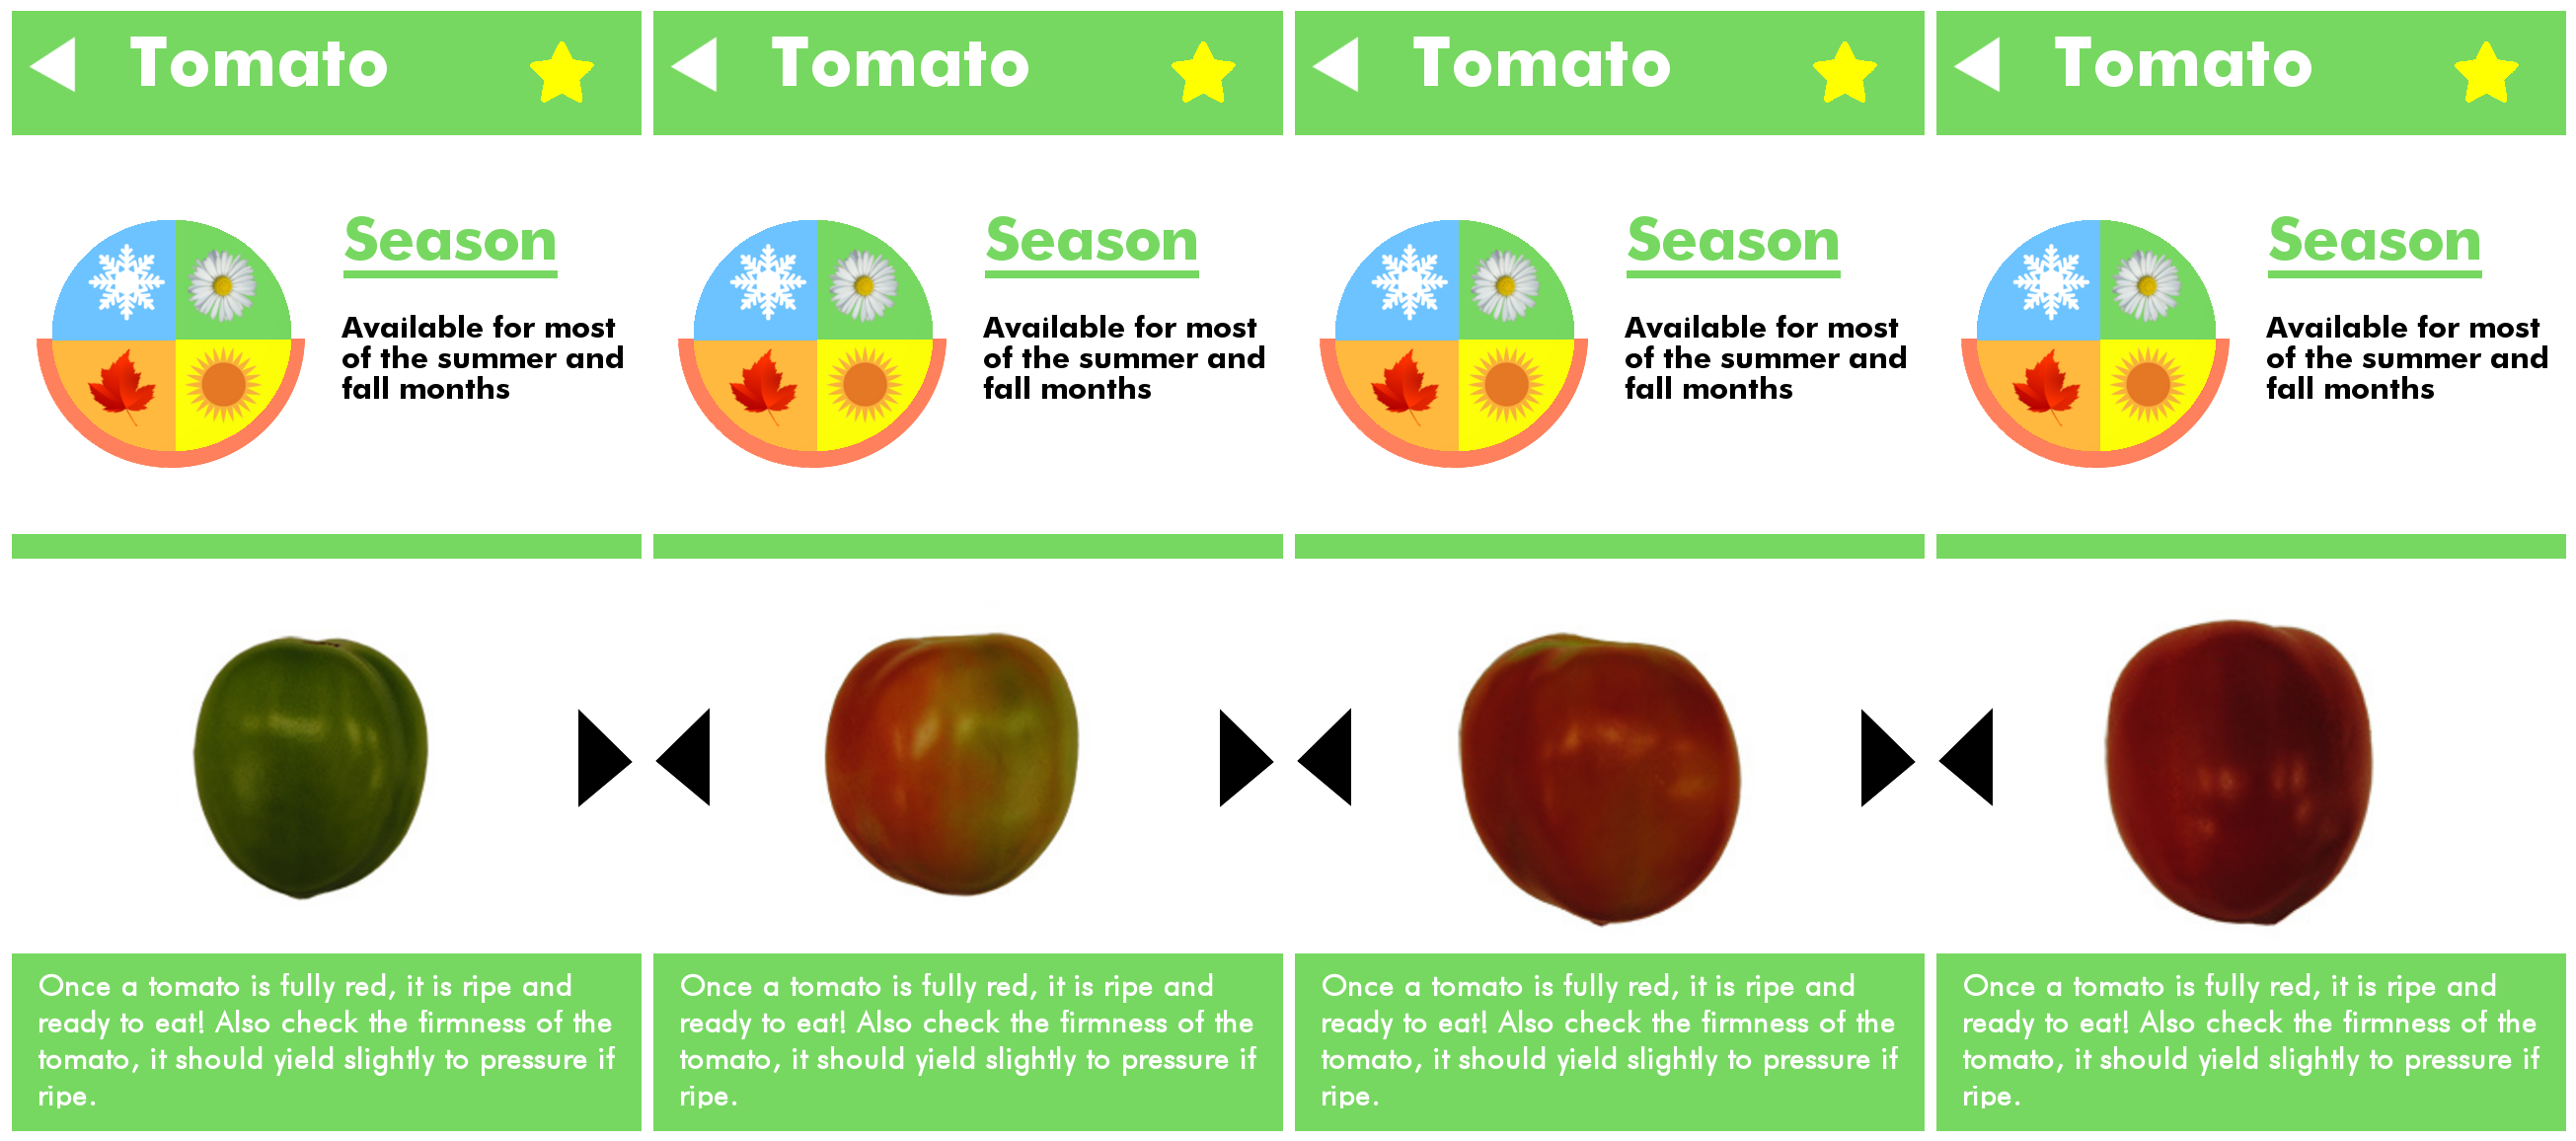 Tomato
Season
Available for most
of the summer and
fall months
Once a tomato is fully red, it is ripe and
ready to eat! Also check the firmness of the
tomato, it should yield slightly to pressure if
ripe.
Tomato
Season
Available for most
of the summer and
fall months
Once a tomato is fully red, it is ripe and
ready to eat! Also check the firmness of the
tomato, it should yield slightly to pressure if
ripe.
Tomato
Season
Available for most
of the summer and
fall months
Once a tomato is fully red, it is ripe and
ready to eat! Also check the firmness of the
tomato, it should yield slightly to pressure if
ripe.
Tomato
Season
Available for most
of the summer and
fall months
Once a tomato is fully red, it is ripe and
ready to eat! Also check the firmness of the
tomato, it should yield slightly to pressure if
ripe.